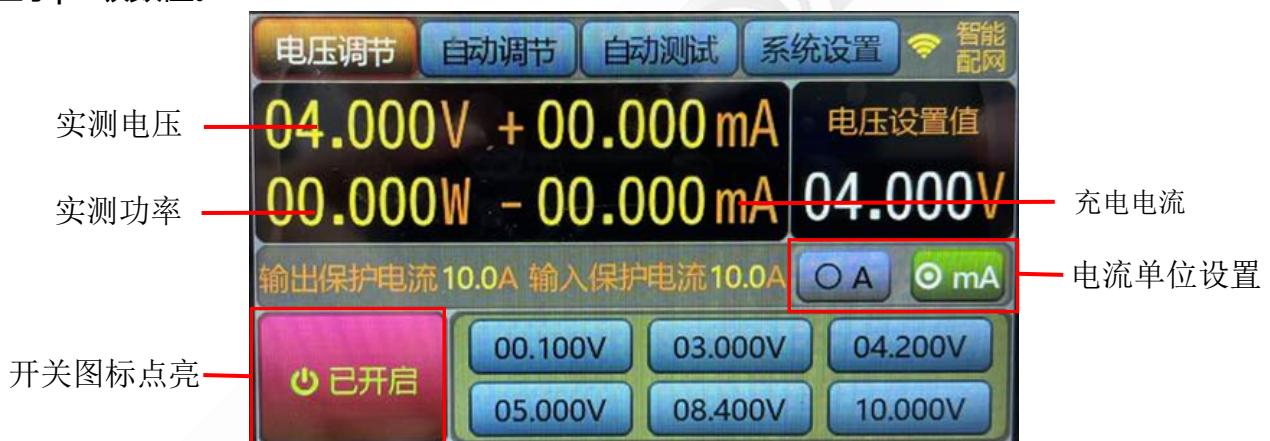 电压调节 自动调节 自动测试 系统设置 智能配网
实测电压 04.000V + 00.000mA 电压设置值
实测功率 00.000W - 00.000mA 04.000V 充电电流
输出保护电流10.0A 输入保护电流10.0A A mA 电流单位设置
开关图标点亮 已开启
00.100V 03.000V 04.200V
05.000V 08.400V 10.000V